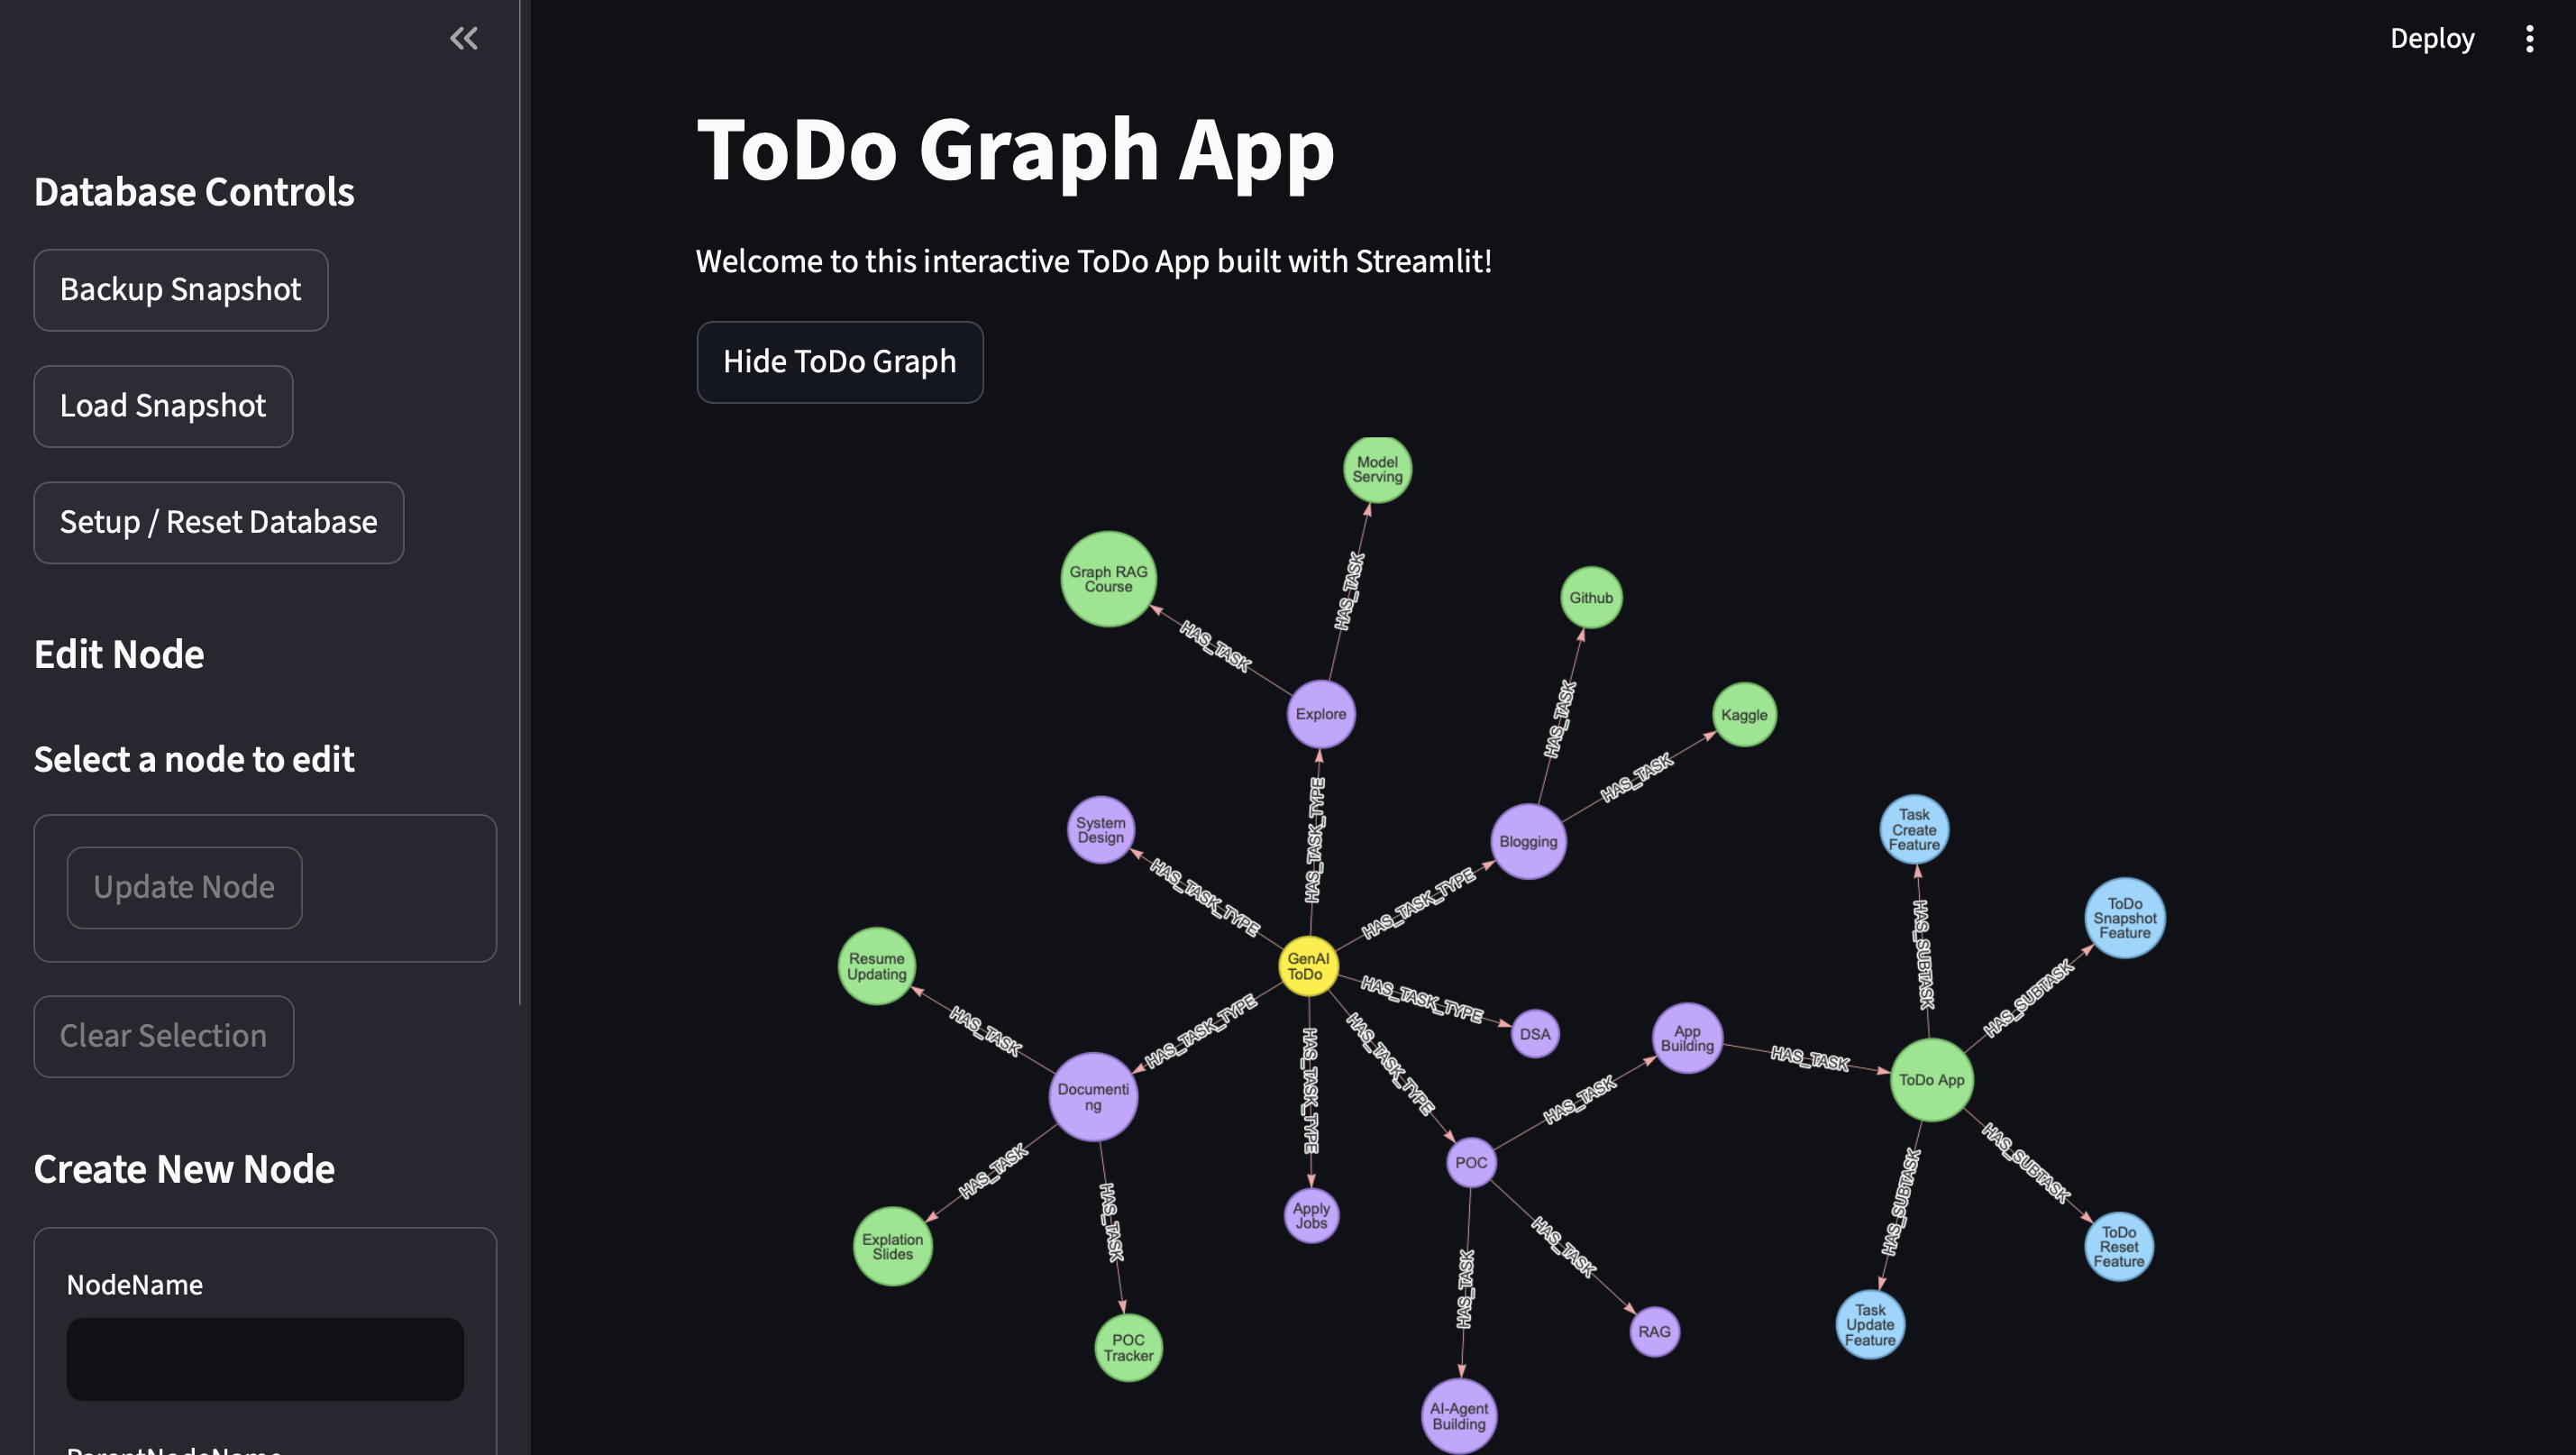 Deploy
Database Controls
Backup Snapshot
Load Snapshot
Setup / Reset Database
Edit Node
Select a node to edit
Update Node
Clear Selection
Create New Node
NodeName
ParentNodeName
ToDo Graph App
Welcome to this interactive ToDo App built with Streamlit!
Hide ToDo Graph
Model
Serving
Graph RAG
Course
HAS_TASK
HAS_TASK
Github
Explore
HAS_TASK
Kaggle
HAS_TASK
System
Design
HAS_TASK_TYPE
Blogging
Task
Create
Feature
HAS_TASK_TYPE
HAS_TASK_TYPE
ToDo
Snapshot
Feature
Resume
Updating
GenAI
ToDo
HAS_SUBTASK
HAS_TASK_TYPE
HAS_SUBTASK
HAS_TASK
HAS_TASK_TYPE
HAS_TASK_TYPE
HAS_TASK_TYPE
DSA
App
Building
HAS_TASK
ToDo App
Documenti
ng
HAS_TASK
POC
HAS_TASK
HAS_TASK
HAS_SUBTASK
HAS_SUBTASK
Apply
Jobs
Explation
Slides
HAS_TASK
HAS_TASK
ToDo
Reset
Feature
POC
Tracker
RAG
Task
Update
Feature
AI-Agent
Building